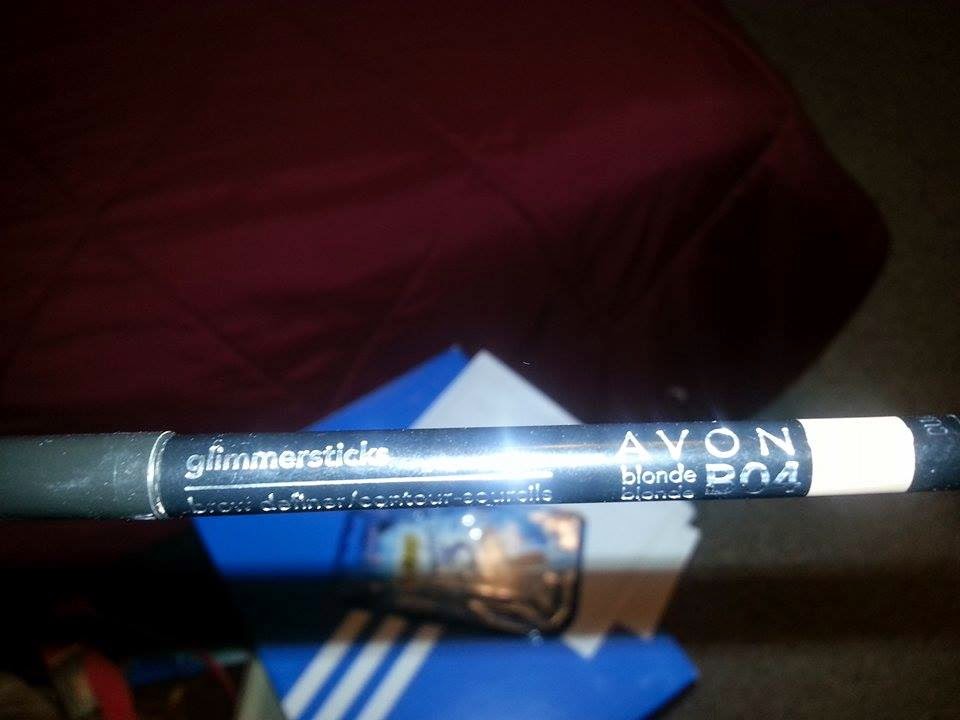 glimmersticks
brow definer/contour-sourcils
AVON
blonde
blonde
B04